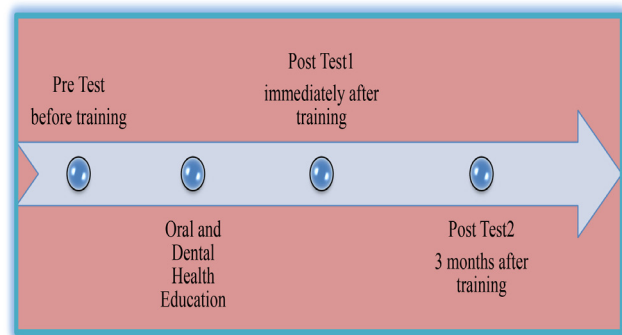 Pre Test
before training
Oral and
Dental
Health
Education
Post Test1
immediately after
training
Post Test2
3 months after
training